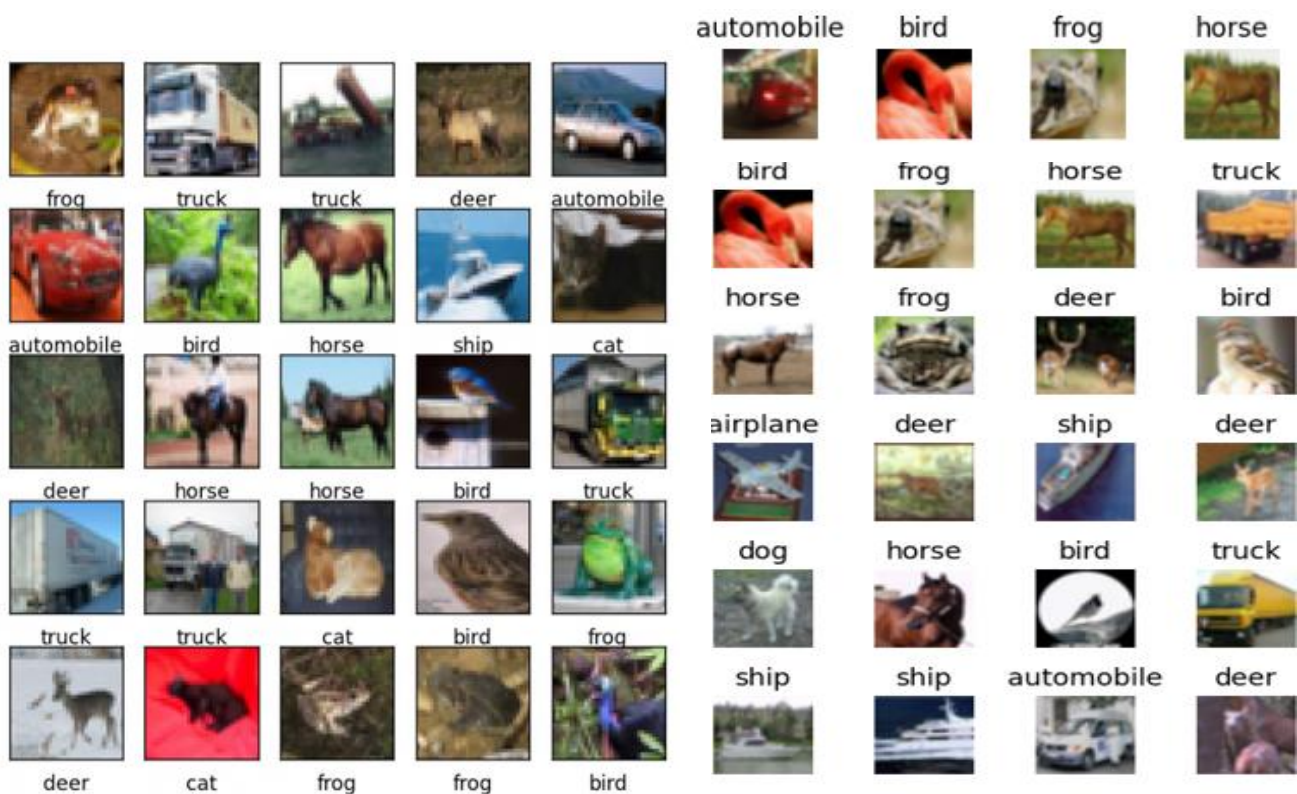 frog truck truck deer automobile
automobile bird horse ship cat
deer horse horse bird truck
truck truck cat bird frog
deer cat frog frog bird
automobile bird frog horse
bird frog horse truck
horse frog deer bird
airplane deer ship deer
dog horse bird truck
ship ship automobile deer